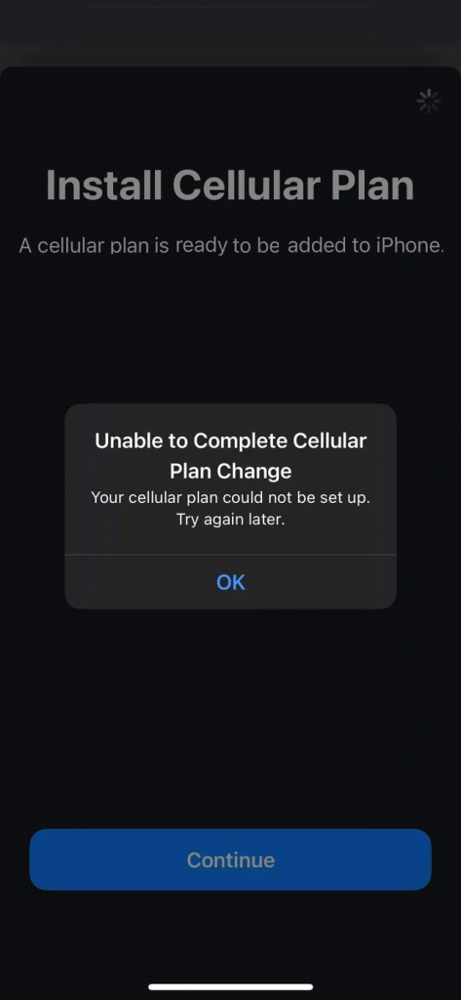 Install Cellular Plan
A cellular plan is ready to be added to iPhone.
Unable to Complete Cellular
Plan Change
Your cellular plan could not be set up.
Try again later.
OK
Continue